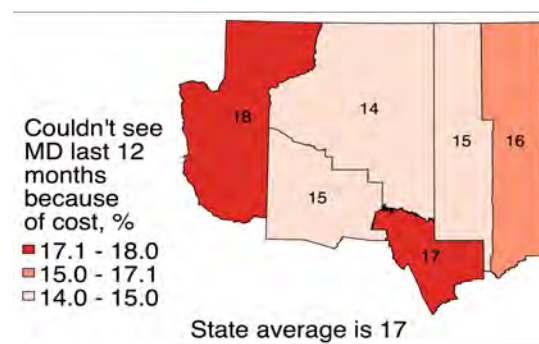 18
14
15
16
15
17
Couldn't see
MD last 12
months
because
of cost, %
17.1 - 18.0
15.0 - 17.1
14.0 - 15.0
State average is 17